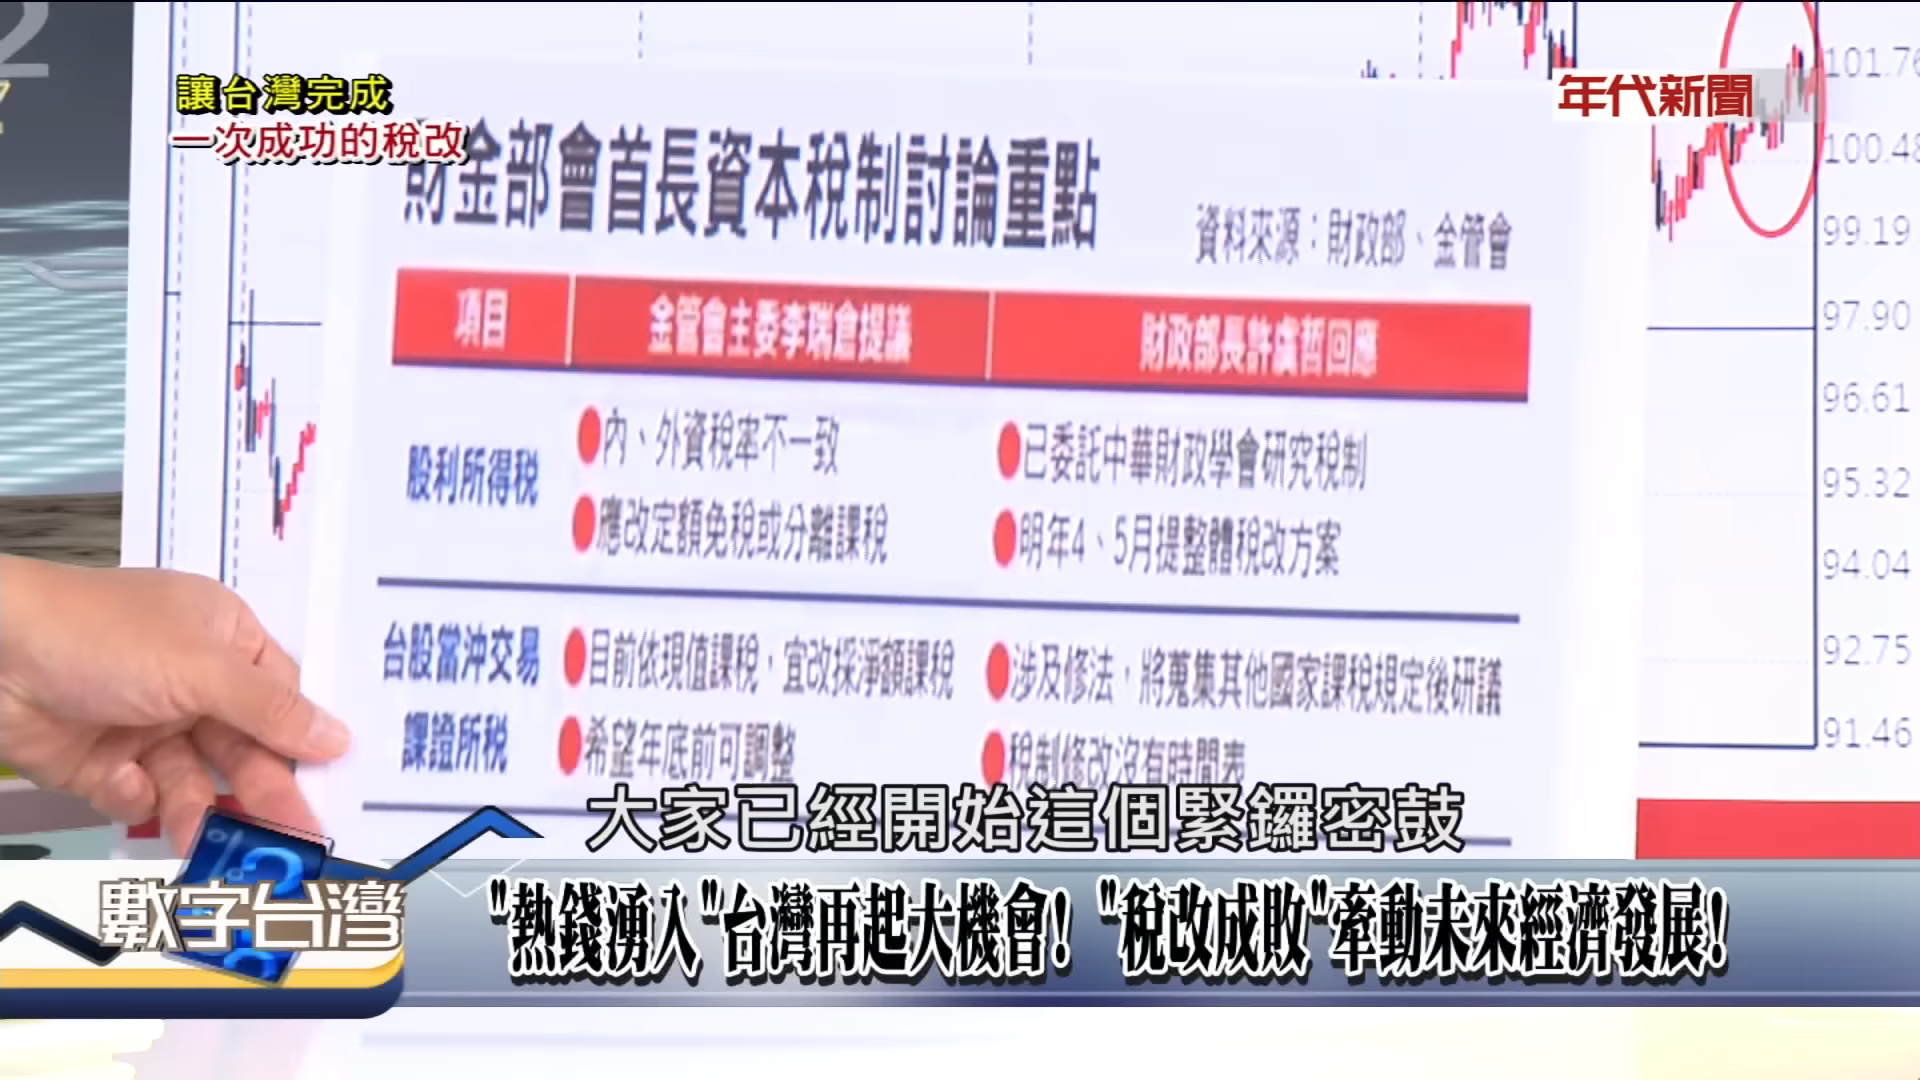 讓台灣完成
一次成功的稅改
年代新聞
財金部會首長資本稅制討論重點
資料來源：財政部、金管會
項目
金管會主委李瑞倉提議
財政部長許虞哲回應
股利所得稅
●內、外資稅率不一致
●應改定額免稅或分離課稅
●已委託中華財政學會研究稅制
●明年4、5月提整體稅改方案
台股當沖交易
課證所稅
●目前依現值課稅，宜改採淨額課稅
●希望年底前可調整
●涉及修法，將蒐集其他國家課稅規定後研議
●稅制修改沒有時間表
101.76
100.48
99.19
97.90
96.61
95.32
94.04
92.75
91.46
大家已經開始這個緊鑼密鼓
數字台灣
"熱錢湧入"台灣再起大機會！"稅改成敗"牽動未來經濟發展！